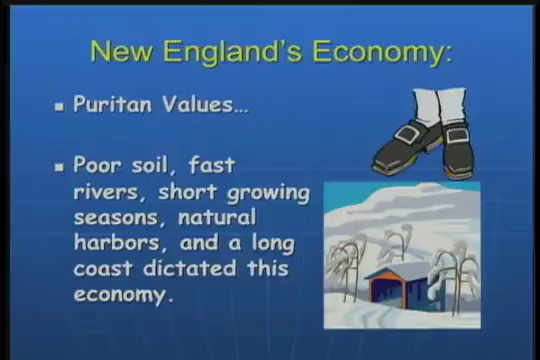 New England's Economy:
Puritan Values…
Poor soil, fast
rivers, short growing
seasons, natural
harbors, and a long
coast dictated this
economy.